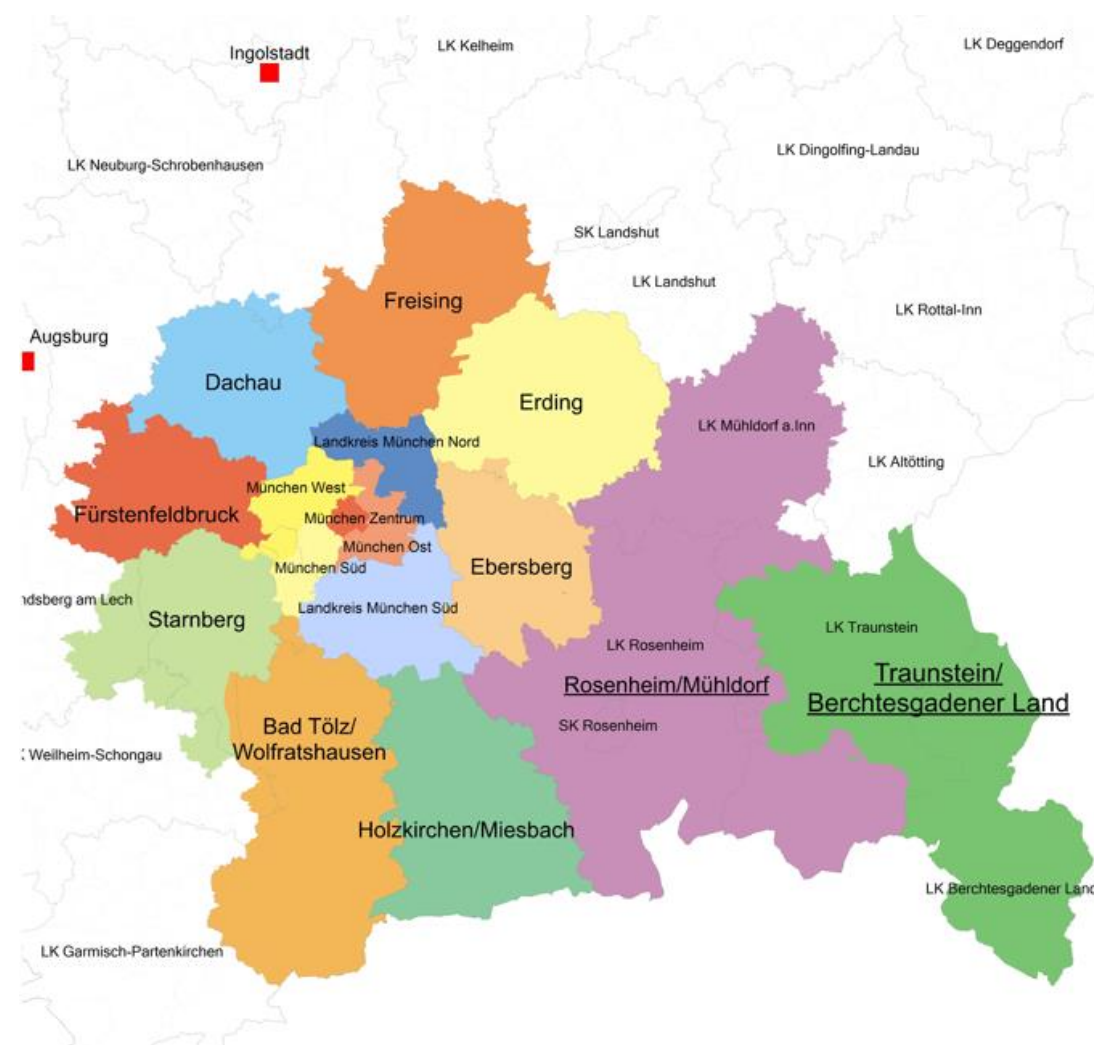 Ingolstadt
LK Kelheim
LK Deggendorf
LK Neuburg-Schrobenhausen
LK Dingolfing-Landau
SK Landshut
LK Landshut
Freising
LK Rottal-Inn
Augsburg
Dachau
Erding
LK Mühldorf a.Inn
Landkreis München Nord
LK Altötting
München West
Fürstenfeldbruck
München Zentrum
München Ost
München Süd
Ebersberg
ndsberg am Lech
Landkreis München Süd
Starnberg
LK Traunstein
LK Rosenheim
Traunstein/
Berchtesgadener Land
Rosenheim/Mühldorf
SK Rosenheim
Bad Tölz/
Wolfratshausen
K Weilheim-Schongau
Holzkirchen/Miesbach
LK Berchtesgadener Land
LK Garmisch-Partenkirchen